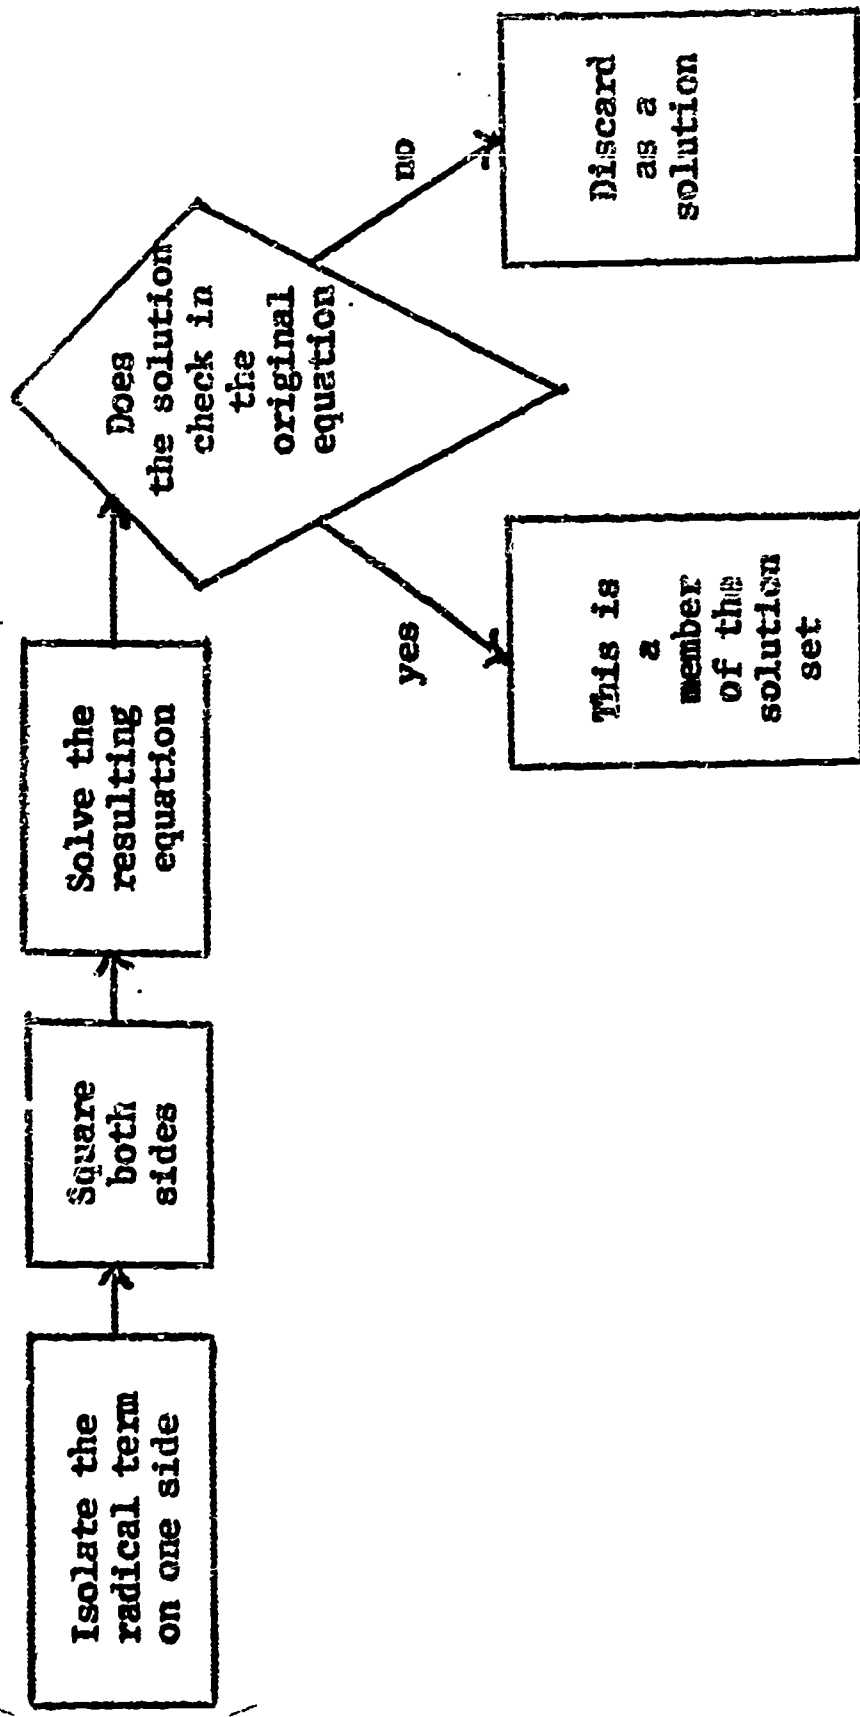 Isolate the
radical term
on one side
Square
both
sides
Solve the
resulting
equation
Does
the solution
check in
the
original
equation
yes
no
This is
a
member
of the
solution
set
Discard
as a
solution